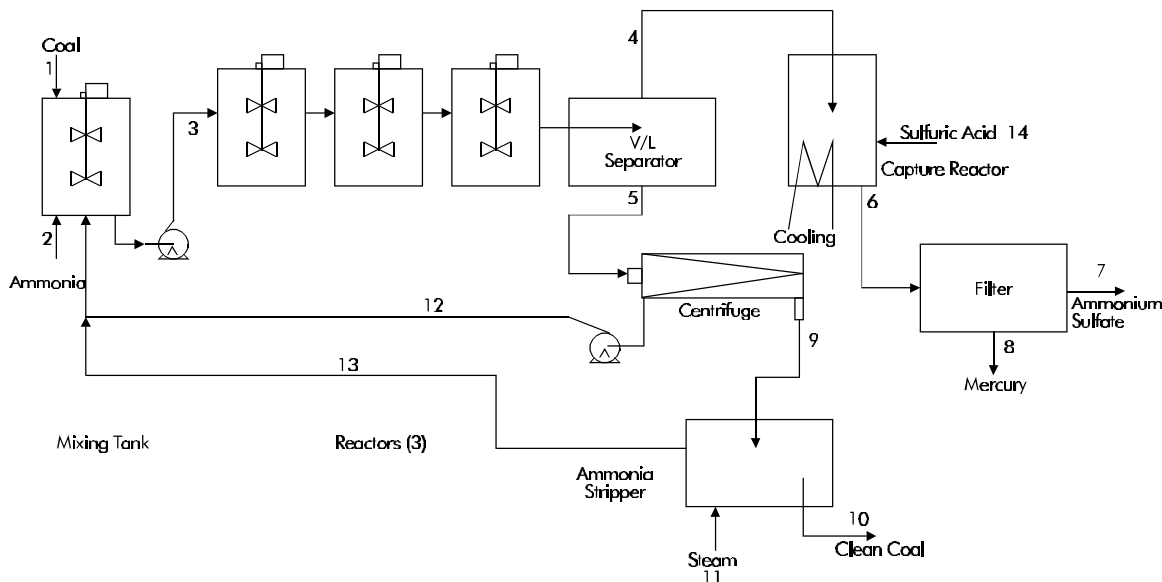 Coal
1
4
3
V/L
Separator
Sulfuric Acid 14
Capture Reactor
5
6
2
Cooling
Ammonia
7
12
Centrifuge
Filter
Ammonium
Sulfate
9
8
13
Mercury
Mixing Tank
Reactors (3)
Ammonia
Stripper
10
Clean Coal
Steam
11